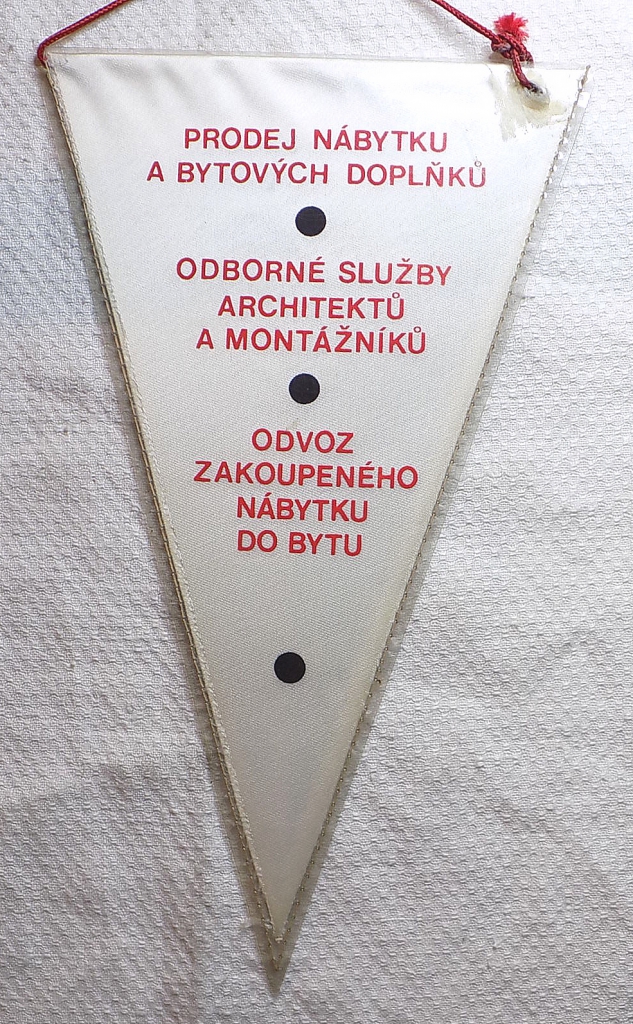 PRODEJ NÁBYTKU
A BYTOVÝCH DOPLŇKŮ
ODBORNÉ SLUŽBY
ARCHITEKTŮ
A MONTÁŽNÍKŮ
ODVOZ
ZAKOUPENÉHO
NÁBYTKU
DO BYTU